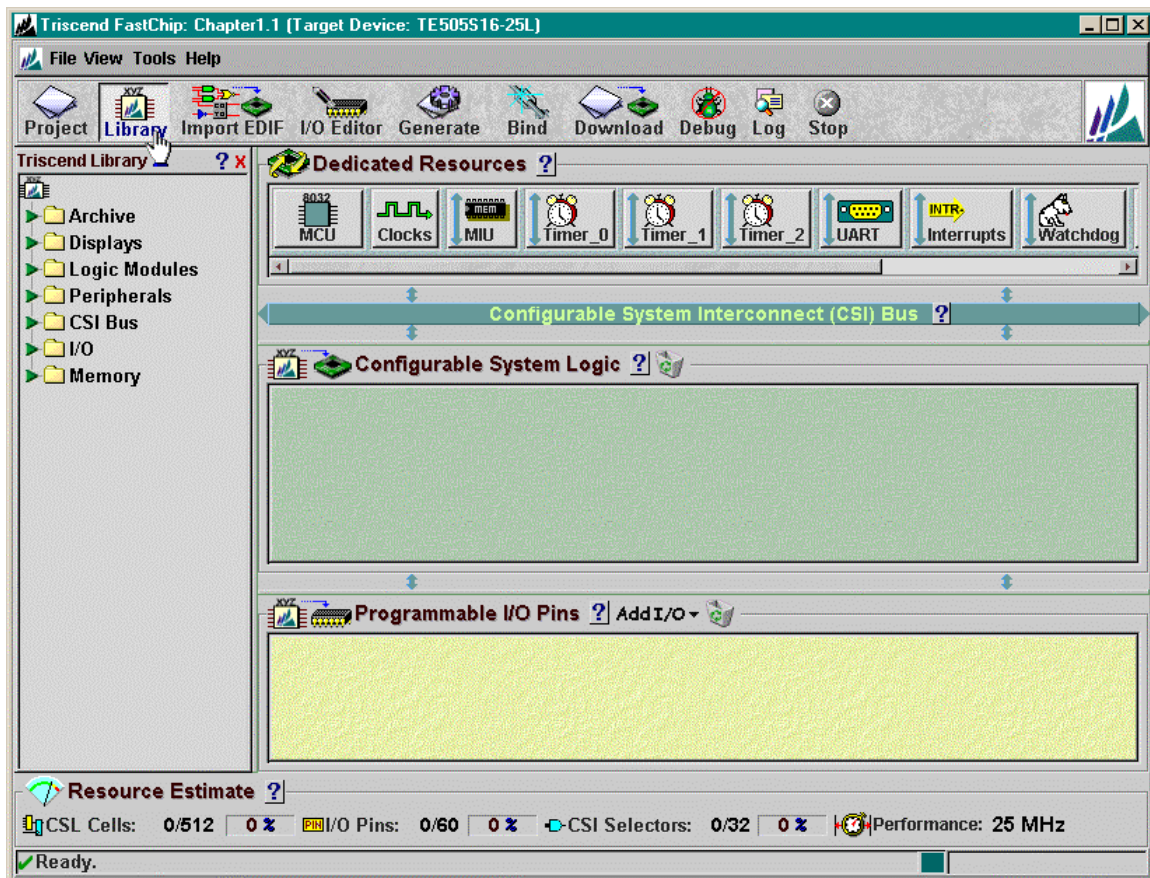 Triscend FastChip: Chapter1.1 (Target Device: TE505S16-25L)
File View Tools Help
XYZ
Project Library Import EDIF I/O Editor Generate Bind Download Debug Log Stop
Triscend Library ? X
XYZ
Archive
Displays
Logic Modules
Peripherals
CSI Bus
I/O
Memory
Dedicated Resources ?
8032 MEM INTR
MCU Clocks MIU Timer_0 Timer_1 Timer_2 UART Interrupts Watchdog
Configurable System Interconnect (CSI) Bus ?
XYZ
Configurable System Logic ?
XYZ
Programmable I/O Pins ? Add I/O
Resource Estimate ?
CSL Cells: 0/512 0 % PIN I/O Pins: 0/60 0 % CSI Selectors: 0/32 0 % Performance: 25 MHz
Ready.